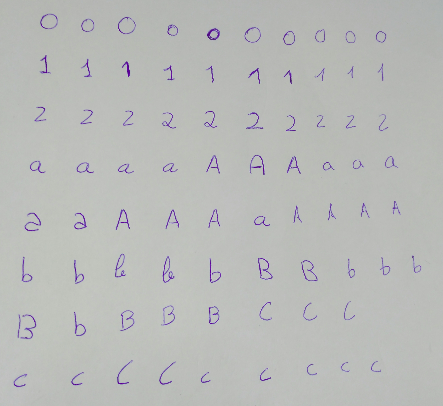 0 0 0 0 0 0 0 0 0 0
1 1 1 1 1 1 1 1 1 1
2 2 2 2 2 2 2 2 2 2
a a a a A A A a a a
a a A A A a A A A A
b b b b b B B b b b
B b B B B C C C
c c C C c c c c c